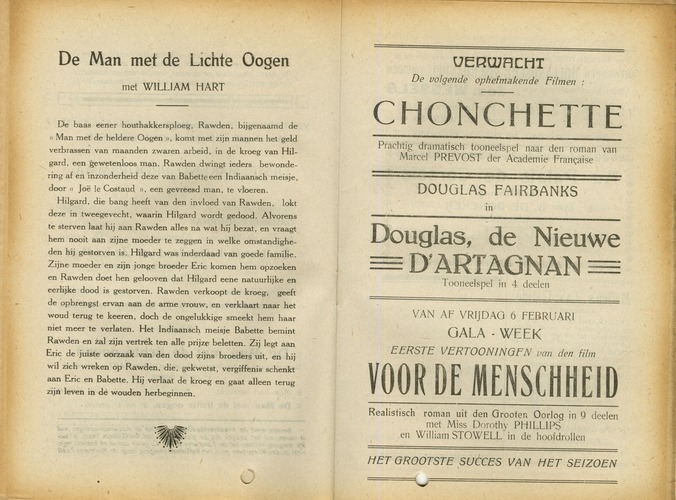 De Man met de Lichte Oogen
met WILLIAM HART
De baas eener houthakkersploeg, Rawden, bijgenaamd de
« Man met de heldere Oogen », komt met zijn mannen het geld
verbrassen van maanden zwaren arbeid, in de kroeg van Hil-
gard, een gewetenloos man. Rawden dwingt ieders bewonde-
ring af en inzonderheid deze van Babette een Indiaansch meisje,
door « Joë le Costaud », een gevreesd man, te vloeren.
Hilgard, die bang heeft van den invloed van Rawden, lokt
deze in tweegevecht, waarin Hilgard wordt gedood. Alvorens
te sterven laat hij aan Rawden alles na wat hij bezat, en vraagt
hem nooit aan zijne moeder te zeggen in welke omstandighe-
den hij gestorven is. Hilgard was inderdaad van goede familie.
Zijne moeder en zijn jonge broeder Eric komen hem opzoeken
en Rawden doet hen gelooven dat Hilgard eene natuurlijke en
eerlijke dood is gestorven. Rawden verkoopt de kroeg, geeft
de opbrengst ervan aan de arme vrouw, en verklaart naar het
woud terug te keeren, doch de ongelukkige smeekt hem haar
niet meer te verlaten. Het Indiaansch meisje Babette bemint
Rawden en zal zijn vertrek ten alle prijze beletten. Zij legt aan
Eric de juiste oorzaak van den dood zijns broeders uit, en hij
wil zich wreken op Rawden, die, gekwetst, vergiffenis schenkt
aan Eric en Babette. Hij verlaat de kroeg en gaat alleen terug
zijn leven in de wouden herbeginnen.
VERWACHT
De volgende ophefmakende Filmen :
CHONCHETTE
Prachtig dramatisch tooneelspel naar den roman van
Marcel PREVOST der Academie Française
DOUGLAS FAIRBANKS
in
Douglas, de Nieuwe
D'ARTAGNAN
Tooneelspel in 4 deelen
VAN AF VRIJDAG 6 FEBRUARI
GALA - WEEK
EERSTE VERTOONINGEN van den film
VOOR DE MENSCHHEID
Realistisch roman uit den Grooten Oorlog in 9 deelen
met Miss Dorothy PHILLIPS
en William STOWELL in de hoofdrollen
HET GROOTSTE SUCCES VAN HET SEIZOEN